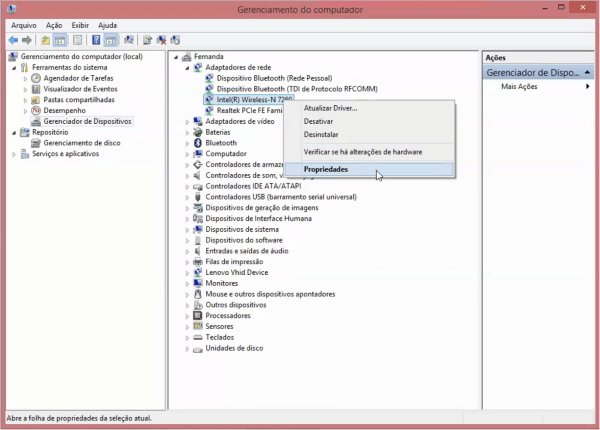 Gerenciamento do computador
Arquivo Ação Exibir Ajuda
Gerenciamento do computador (local)
Ferramentas do sistema
Agendador de Tarefas
Visualizador de Eventos
Pastas compartilhadas
Desempenho
Gerenciador de Dispositivos
Repositório
Gerenciamento de disco
Serviços e aplicativos
Fernanda
Adaptadores de rede
Dispositivo Bluetooth (Rede Pessoal)
Dispositivo Bluetooth (TDI de Protocolo RFCOMM)
Intel(R) Wireless-N 7260
Realtek PCIe FE Fami
Adaptadores de vídeo
Baterias
Bluetooth
Computador
Controladores de armaz
Controladores de som, v
Controladores IDE ATA/ATAPI
Controladores USB (barramento serial universal)
Dispositivos de geração de imagens
Dispositivos de Interface Humana
Dispositivos de sistema
Dispositivos do software
Entradas e saídas de áudio
Filas de impressão
Lenovo Vhid Device
Monitores
Mouse e outros dispositivos apontadores
Outros dispositivos
Processadores
Sensores
Teclados
Unidades de disco
Atualizar Driver...
Desativar
Desinstalar
Verificar se há alterações de hardware
Propriedades
Ações
Gerenciador de Dispo...
Mais Ações
Abre a folha de propriedades da seleção atual.